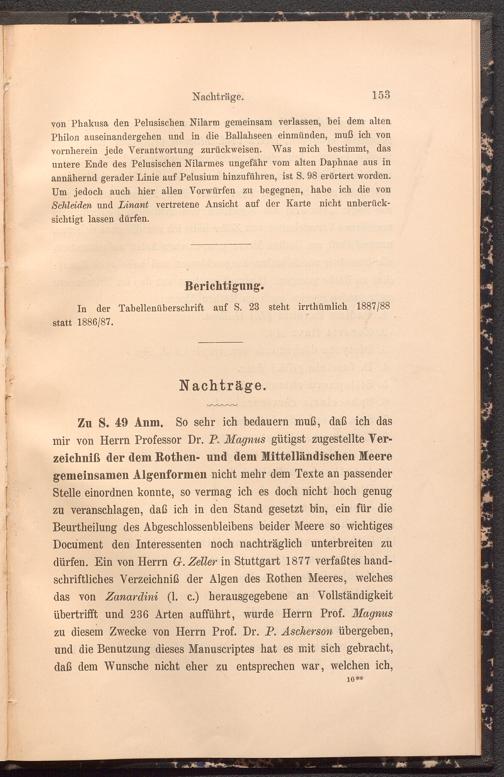 Nachträge. 153
von Phakusa den Pelusischen Nilarm gemeinsam verlassen, bei dem alten
Philon auseinandergehen und in die Ballahseen einmünden, muß ich von
vornherein jede Verantwortung zurückweisen. Was mich bestimmt, das
untere Ende des Pelusischen Nilarmes ungefähr vom alten Daphnae aus in
annähernd gerader Linie auf Pelusium hinzuführen, ist S. 98 erörtert worden.
Um jedoch auch hier allen Vorwürfen zu begegnen, habe ich die von
Schleiden und Linant vertretene Ansicht auf der Karte nicht unberück-
sichtigt lassen dürfen.
Berichtigung.
In der Tabellenüberschrift auf S. 23 steht irrthümlich 1887/88
statt 1886/87.
Nachträge.
Zu S. 49 Anm. So sehr ich bedauern muß, daß ich das
mir von Herrn Professor Dr. P. Magnus gütigst zugestellte Ver-
zeichniß der dem Rothen- und dem Mittelländischen Meere
gemeinsamen Algenformen nicht mehr dem Texte an passender
Stelle einordnen konnte, so vermag ich es doch nicht hoch genug
zu veranschlagen, daß ich in den Stand gesetzt bin, ein für die
Beurtheilung des Abgeschlossenbleibens beider Meere so wichtiges
Document den Interessenten noch nachträglich unterbreiten zu
dürfen. Ein von Herrn G. Zeller in Stuttgart 1877 verfaßtes hand-
schriftliches Verzeichniß der Algen des Rothen Meeres, welches
das von Zanardini (l. c.) herausgegebene an Vollständigkeit
übertrifft und 236 Arten aufführt, wurde Herrn Prof. Magnus
zu diesem Zwecke von Herrn Prof. Dr. P. Ascherson übergeben,
und die Benutzung dieses Manuscriptes hat es mit sich gebracht,
daß dem Wunsche nicht eher zu entsprechen war, welchen ich,
10**